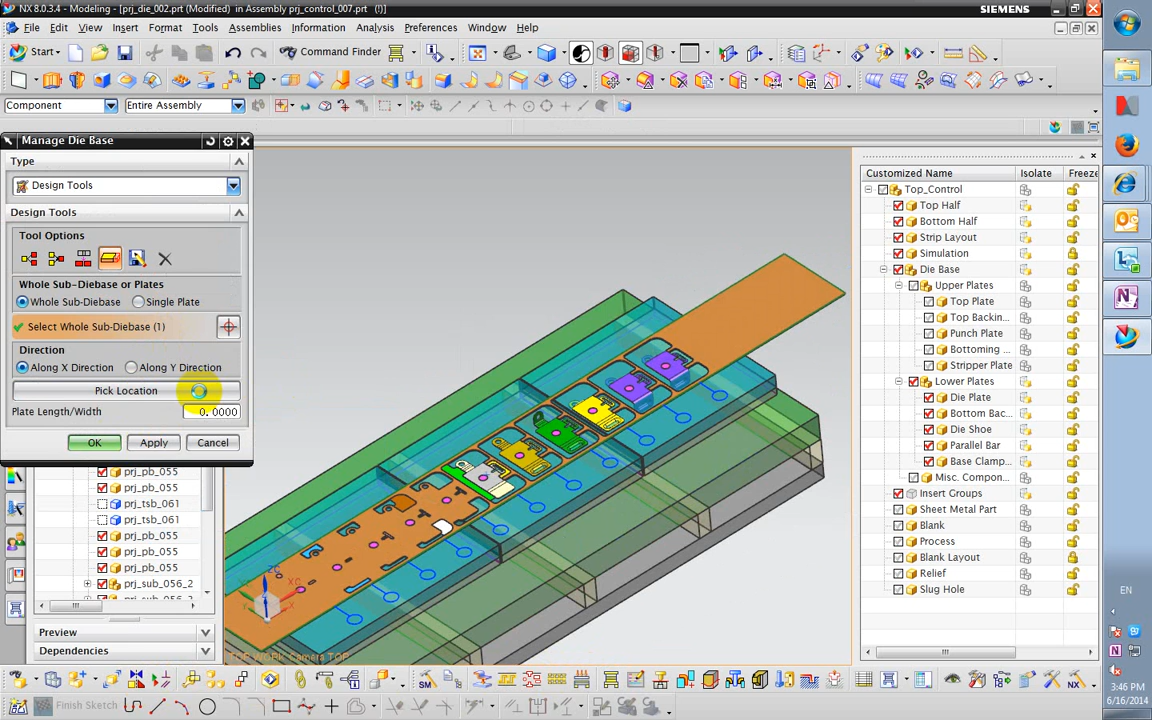 NX 8.0.3.4 - Modeling - [prj_die_002.prt (Modified)  in Assembly prj_control_007.prt  (!)]
SIEMENS
File Edit View Insert Format Tools Assemblies Information Analysis Preferences Window Help
Start
Command Finder
Component
Entire Assembly
Manage Die Base
Type
Design Tools
Design Tools
Tool Options
Whole Sub-Diebase or Plates
Whole Sub-Diebase Single Plate
Select Whole Sub-Diebase (1)
Direction
Along X Direction Along Y Direction
Pick Location
Plate Length/Width 0.0000
OK Apply Cancel
prj_pb_055
prj_pb_055
prj_tsb_061
prj_tsb_061
prj_pb_055
prj_pb_055
prj_pb_055
prj_sub_056_2
Preview
Dependencies
ZC
XC
WORK Camera TOP
Customized Name Isolate Freeze
Top_Control
Top Half
Bottom Half
Strip Layout
Simulation
Die Base
Upper Plates
Top Plate
Top Backin...
Punch Plate
Bottoming ...
Stripper Plate
Lower Plates
Die Plate
Bottom Bac...
Die Shoe
Parallel Bar
Base Clamp...
Misc. Compon...
Insert Groups
Sheet Metal Part
Blank
Process
Blank Layout
Relief
Slug Hole
SM
NX
Finish Sketch
EN
3:46 PM
6/16/2014